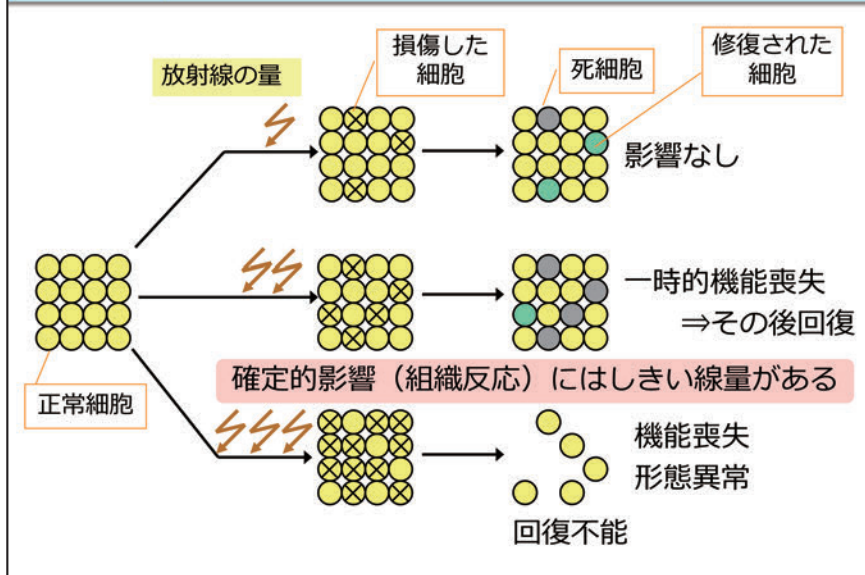 放射線の量
損傷した
細胞
死細胞
修復された
細胞
影響なし
一時的機能喪失
⇒その後回復
正常細胞
確定的影響（組織反応）にはしきい線量がある
機能喪失
形態異常
回復不能